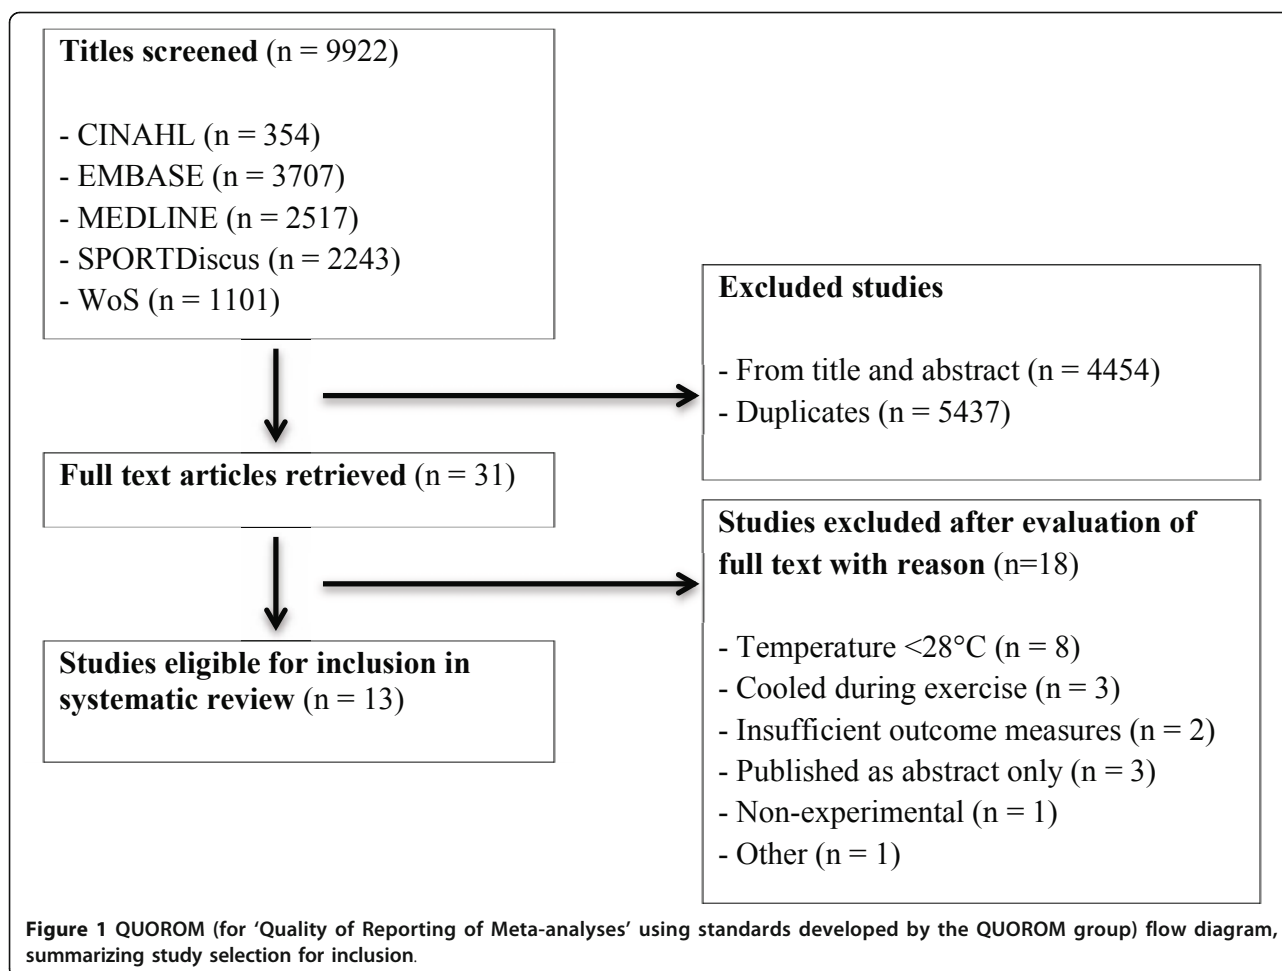 Titles screened (n = 9922)
- CINAHL (n = 354)
- EMBASE (n = 3707)
- MEDLINE (n = 2517)
- SPORTDiscus (n = 2243)
- WoS (n = 1101)
Excluded studies
- From title and abstract (n = 4454)
- Duplicates (n = 5437)
Full text articles retrieved (n = 31)
Studies excluded after evaluation of
full text with reason (n=18)
- Temperature <28°C (n = 8)
- Cooled during exercise (n = 3)
- Insufficient outcome measures (n = 2)
- Published as abstract only (n = 3)
- Non-experimental (n = 1)
- Other (n = 1)
Studies eligible for inclusion in
systematic review (n = 13)
Figure 1 QUOROM (for ‘Quality of Reporting of Meta-analyses’ using standards developed by the QUOROM group) flow diagram,
summarizing study selection for inclusion.